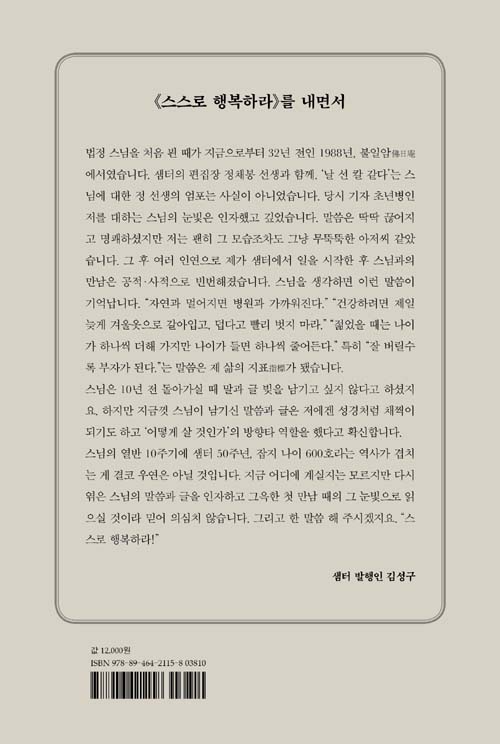 《스스로 행복하라》를 내면서
법정 스님을 처음 뵌 때가 지금으로부터 32년 전인 1988년, 불일암佛日庵
에서였습니다. 샘터의 편집장 정채봉 선생과 함께. ‘날 선 칼 같다’는 스
님에 대한 정 선생의 엄포는 사실이 아니었습니다. 당시 기자 초년병인
저를 대하는 스님의 눈빛은 인자했고 깊었습니다. 말씀은 딱딱 끊어지
고 명쾌하셨지만 저는 괜히 그 모습조차도 그냥 무뚝뚝한 아저씨 같았
습니다. 그 후 여러 인연으로 제가 샘터에서 일을 시작한 후 스님과의
만남은 공적·사적으로 빈번해졌습니다. 스님을 생각하면 이런 말씀이
기억납니다. “자연과 멀어지면 병원과 가까워진다.” “건강하려면 제일
늦게 겨울옷으로 갈아입고, 덥다고 빨리 벗지 마라.” “젊었을 때는 나이
가 하나씩 더해 가지만 나이가 들면 하나씩 줄어든다.” 특히 “잘 버릴수
록 부자가 된다.”는 말씀은 제 삶의 지표指標가 됐습니다.
스님은 10년 전 돌아가실 때 말과 글 빚을 남기고 싶지 않다고 하셨지
요. 하지만 지금껏 스님이 남기신 말씀과 글은 저에겐 성경처럼 채찍이
되기도 하고 ‘어떻게 살 것인가’의 방향타 역할을 했다고 확신합니다.
스님의 열반 10주기에 샘터 50주년, 잡지 나이 600호라는 역사가 겹치
는 게 결코 우연은 아닐 것입니다. 지금 어디에 계실지는 모르지만 다시
엮은 스님의 말씀과 글을 인자하고 그윽한 첫 만남 때의 그 눈빛으로 읽
으실 것이라 믿어 의심치 않습니다. 그리고 한 말씀 해 주시겠지요. “스
스로 행복하라!”
샘터 발행인 김성구
값 12,000원
ISBN 978-89-464-2115-8 03810